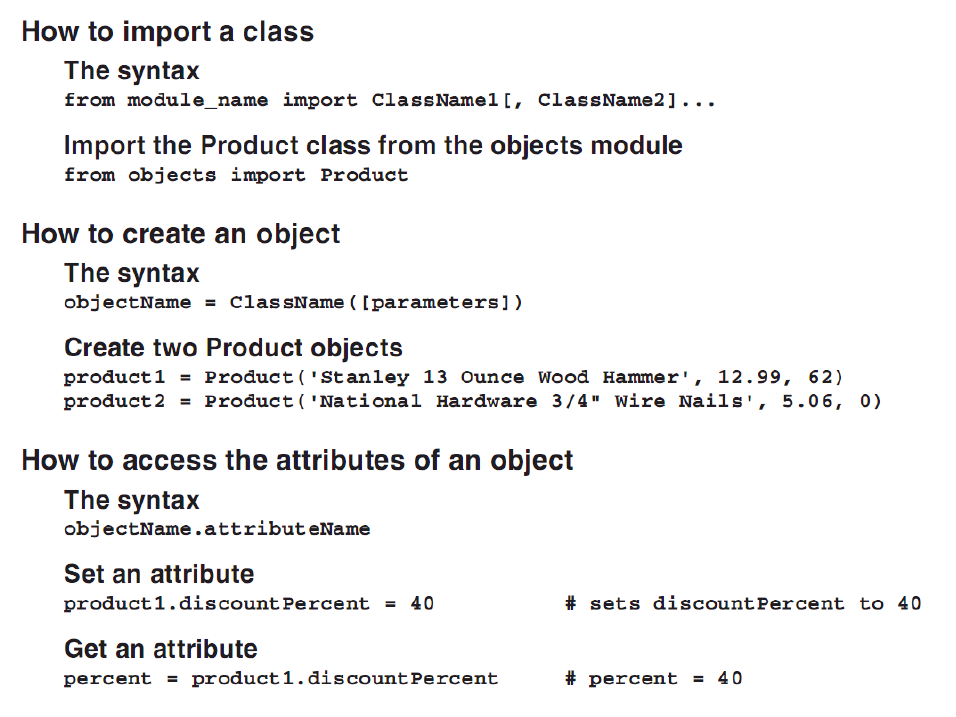 How to import a class
The syntax
from module_name import ClassName1[, ClassName2]...
Import the Product class from the objects module
from objects import Product
How to create an object
The syntax
objectName = ClassName([parameters])
Create two Product objects
product1 = Product('Stanley 13 Ounce Wood Hammer', 12.99, 62)
product2 = Product('National Hardware 3/4" Wire Nails', 5.06, 0)
How to access the attributes of an object
The syntax
objectName.attributeName
Set an attribute
product1.discountPercent = 40 # sets discountPercent to 40
Get an attribute
percent = product1.discountPercent # percent = 40